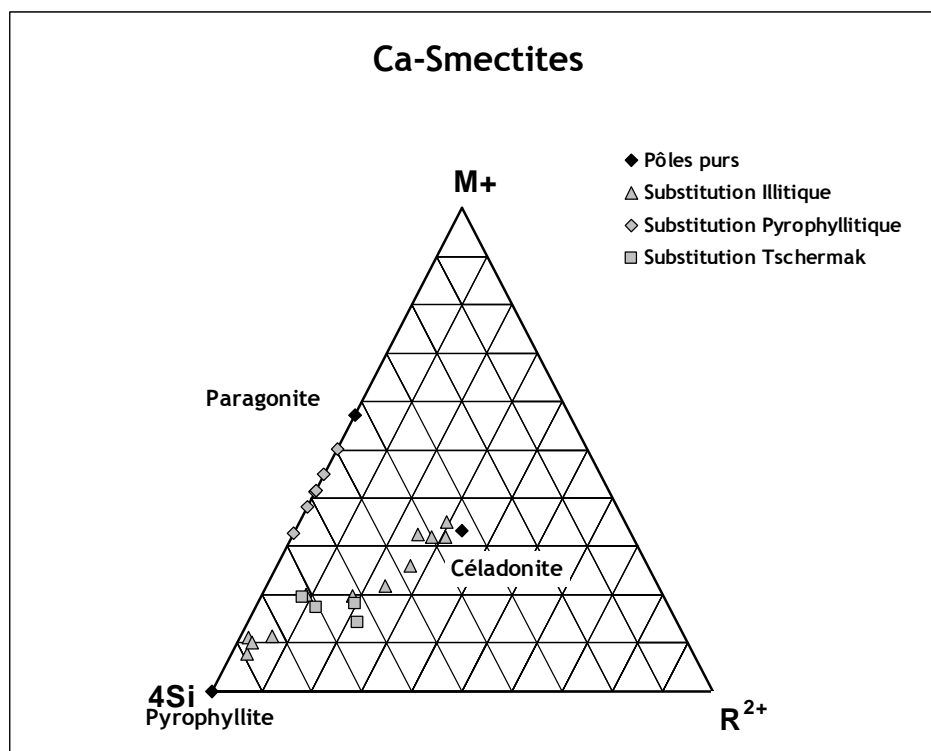 Ca-Smectites
Pôles purs
M+
Substitution Illitique
Substitution Pyrophyllitique
Substitution Tschermak
Paragonite
Céladonite
4Si
R2+
Pyrophyllite